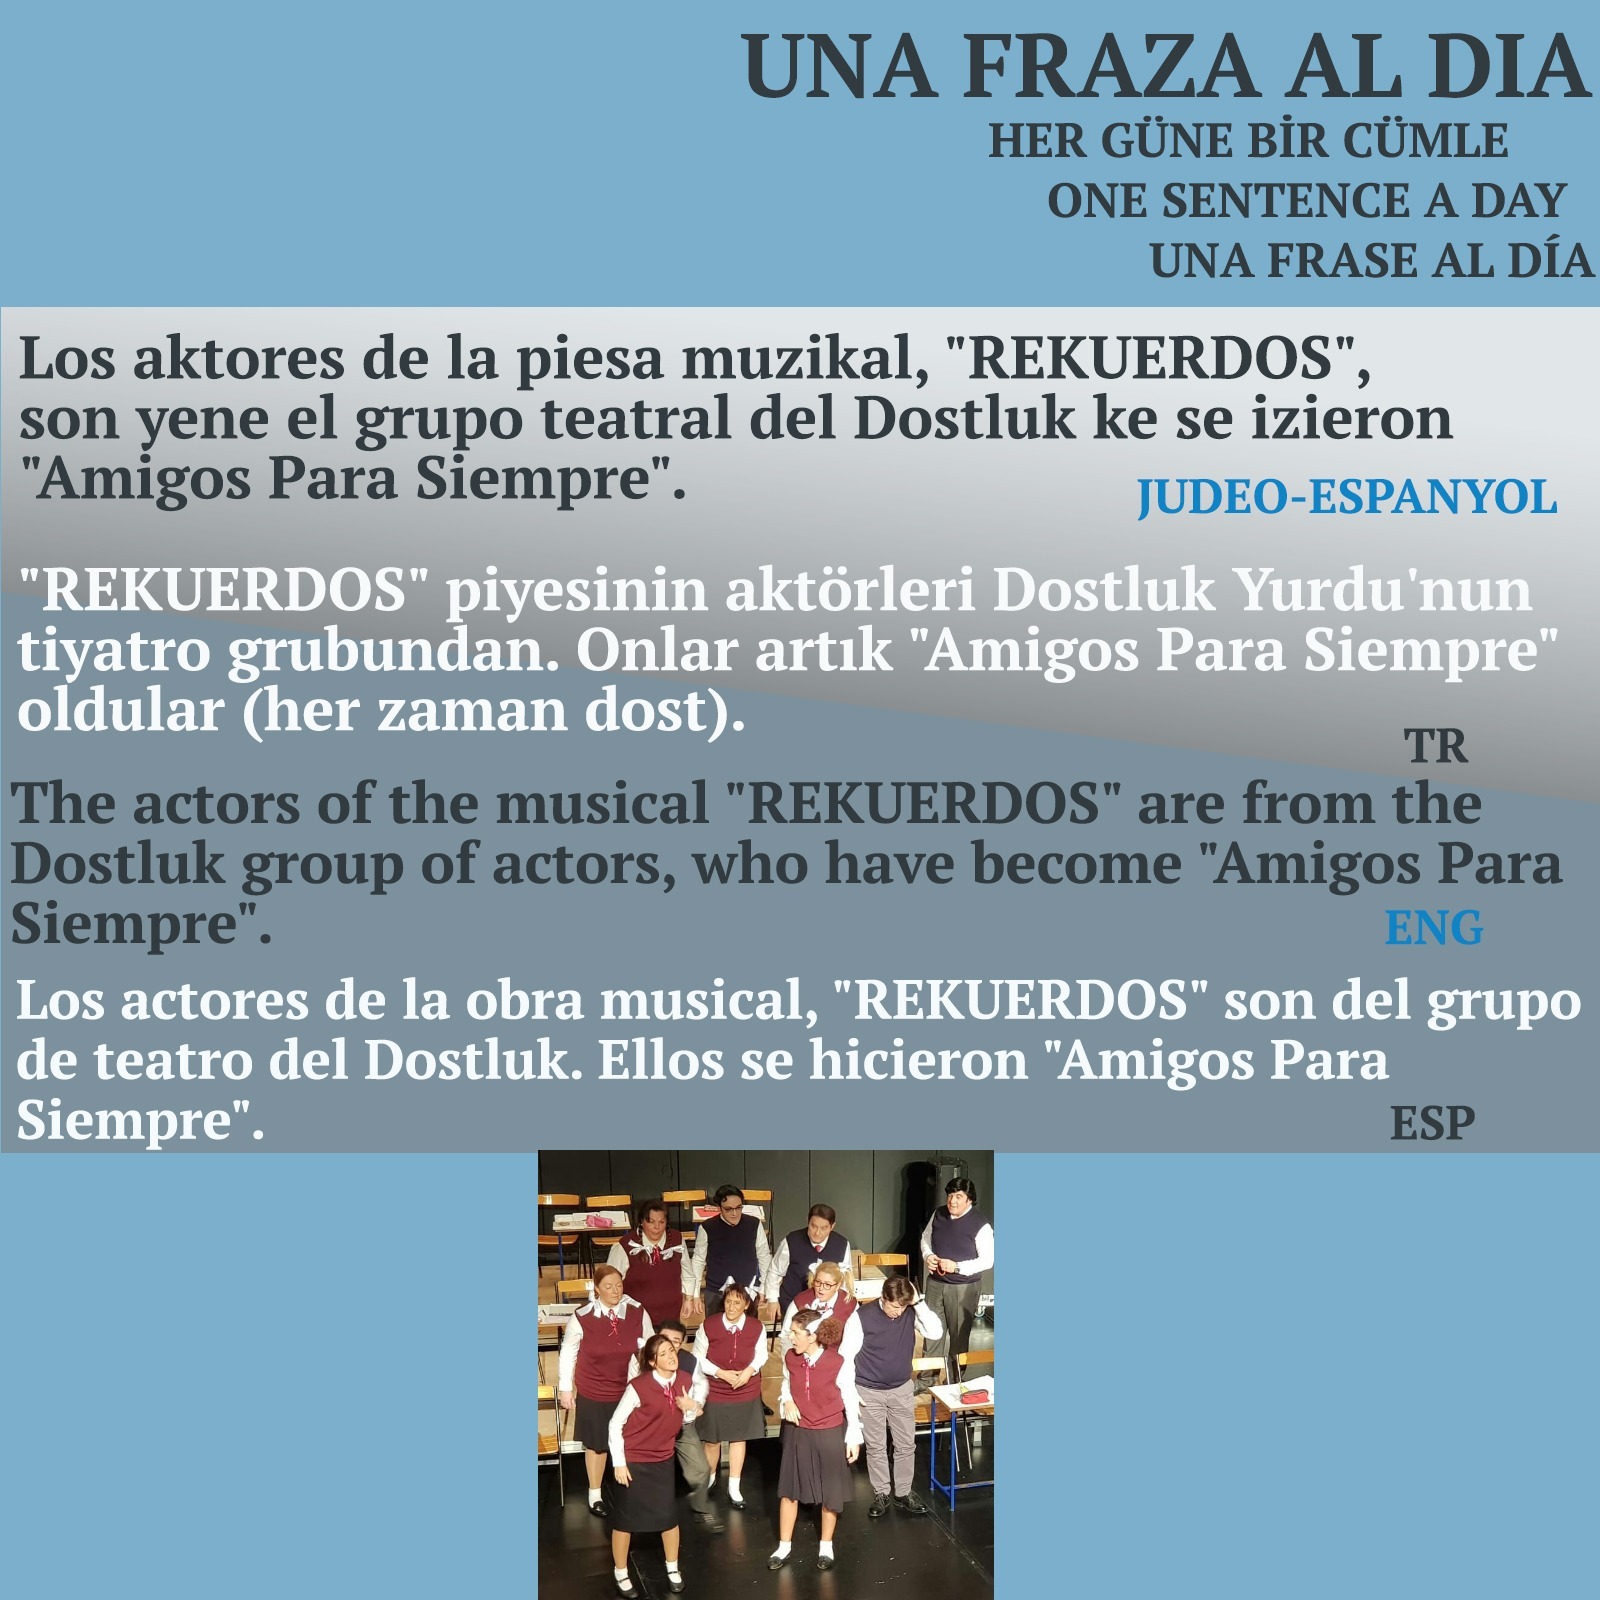 UNA FRAZA AL DIA
HER GÜNE BİR CÜMLE
ONE SENTENCE A DAY
UNA FRASE AL DÍA
Los aktores de la piesa muzikal, "REKUERDOS",
son yene el grupo teatral del Dostluk ke se izieron
"Amigos Para Siempre".
JUDEO-ESPANYOL
"REKUERDOS" piyesinin aktörleri Dostluk Yurdu'nun
tiyatro grubundan. Onlar artık "Amigos Para Siempre"
oldular (her zaman dost).
TR
The actors of the musical "REKUERDOS" are from the
Dostluk group of actors, who have become "Amigos Para
Siempre".
ENG
Los actores de la obra musical, "REKUERDOS" son del grupo
de teatro del Dostluk. Ellos se hicieron "Amigos Para
Siempre".
ESP